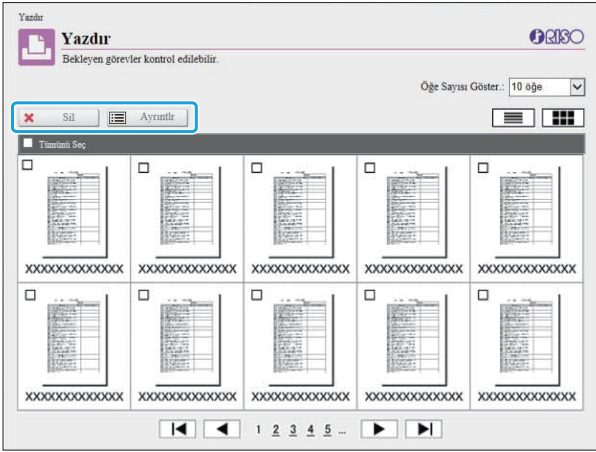 Yazdır
Yazdır
RISO
Bekleyen görevler kontrol edilebilir.
Öğe Sayısı Göster.: 10 öğe
Sil Ayrıntlr
Tümünü Seç
XXXXXXXXXXXXX XXXXXXXXXXXXX XXXXXXXXXXXXX XXXXXXXXXXXXX XXXXXXXXXXXXX
XXXXXXXXXXXXX XXXXXXXXXXXXX XXXXXXXXXXXXX XXXXXXXXXXXXX XXXXXXXXXXXXX
1 2 3 4 5 ...